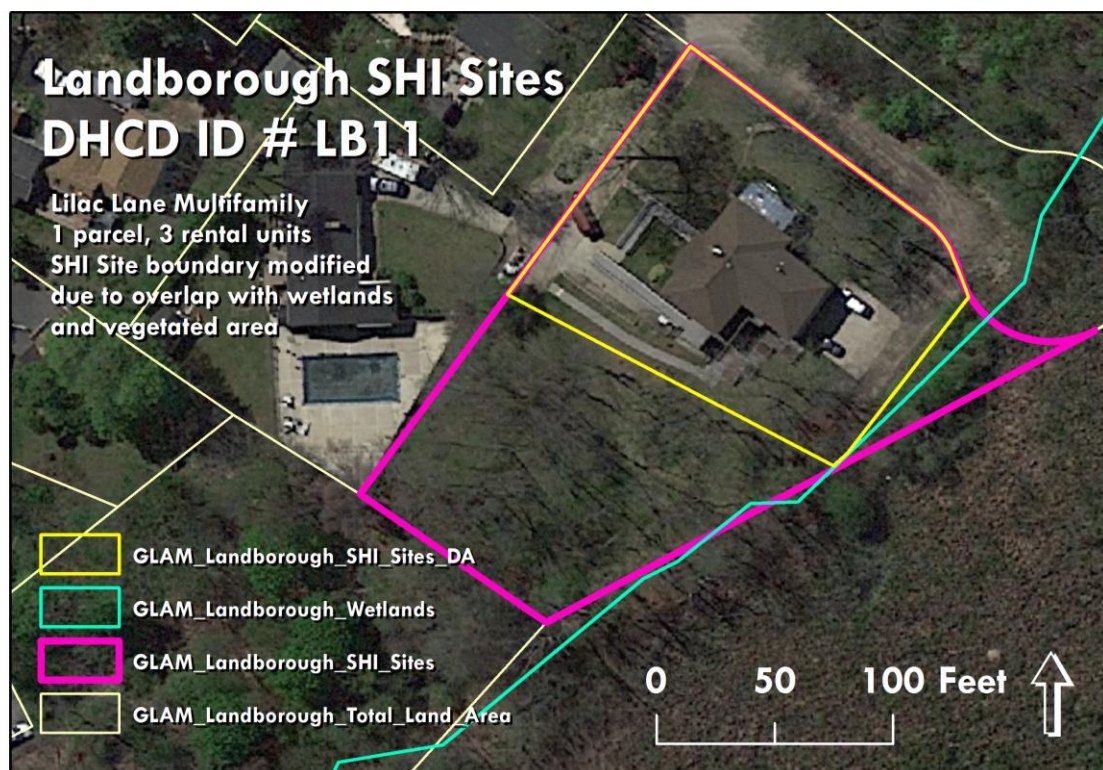 Landborough SHI Sites
DHCD ID # LB11
Lilac Lane Multifamily
1 parcel, 3 rental units
SHI Site boundary modified
due to overlap with wetlands
and vegetated area
GLAM_Landborough_SHI_Sites_DA
GLAM_Landborough_Wetlands
GLAM_Landborough_SHI_Sites
GLAM_Landborough_Total_Land_Area
0 50 100 Feet